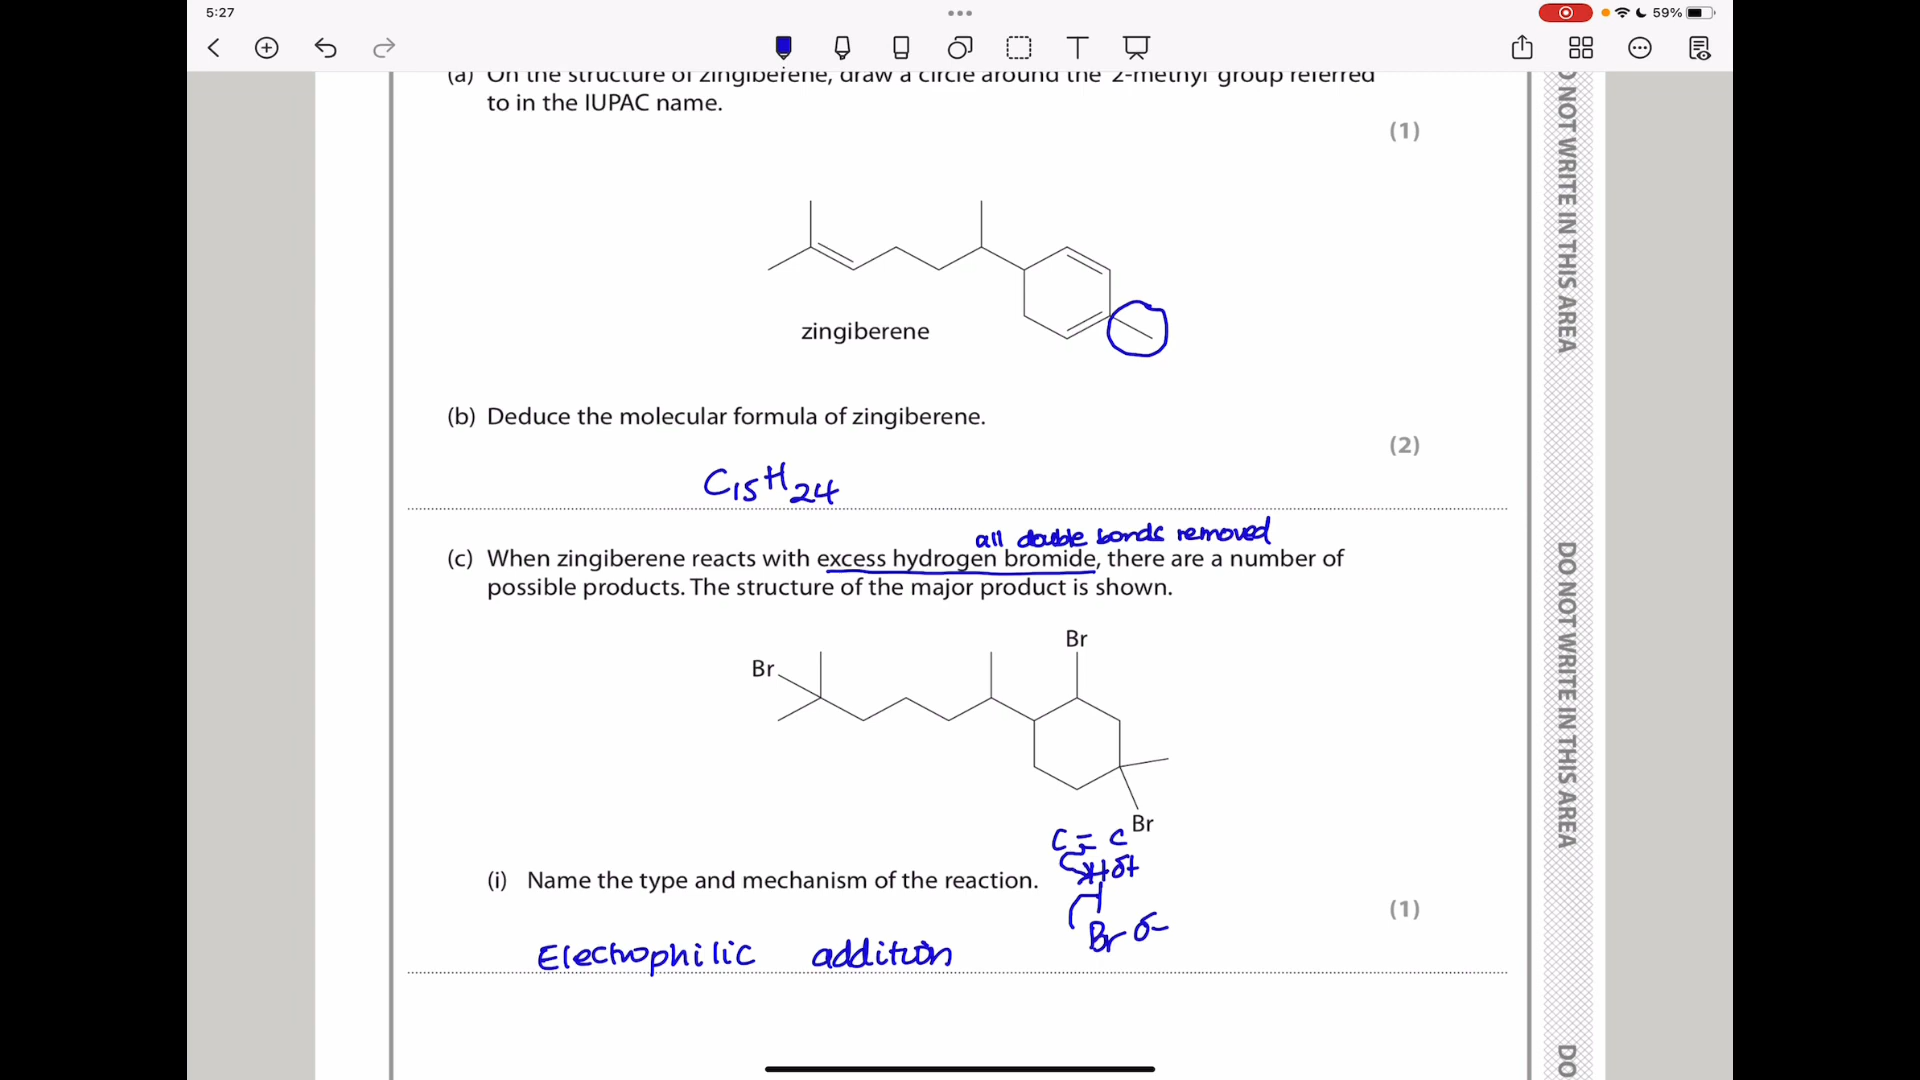 5:27
59%
(a) On the structure of zingiberene, draw a circle around the '2-methyl' group referred
to in the IUPAC name.
(1)
zingiberene
(b) Deduce the molecular formula of zingiberene.
(2)
C15H24
all double bonds removed
(c) When zingiberene reacts with excess hydrogen bromide, there are a number of
possible products. The structure of the major product is shown.
Br
Br
Br
C = C
H δ+
Br δ-
(i) Name the type and mechanism of the reaction.
(1)
Electrophilic addition
DO NOT WRITE IN THIS AREA
DO NOT WRITE IN THIS AREA
DO